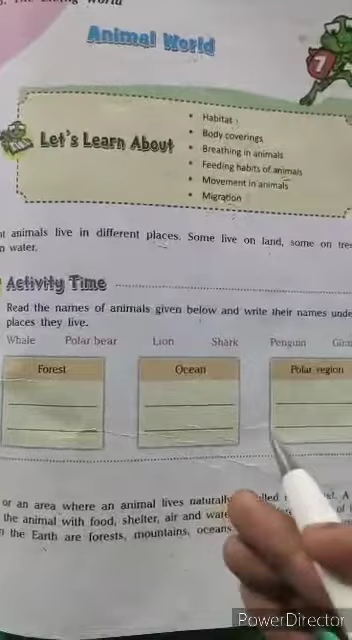 The Living World
Animal World
7
Let's Learn About
• Habitat
• Body coverings
• Breathing in animals
• Feeding habits of animals
• Movement in animals
• Migration
animals live in different places. Some live on land, some on
water.
Activity Time
Read the names of animals given below and write their names
places they live.
Whale Polar bear Lion Shark Penguin
Forest Ocean Polar region
or an area where an animal lives naturally
the animal with food, shelter, air and
the Earth are forests, mountains, oceans
PowerDirector